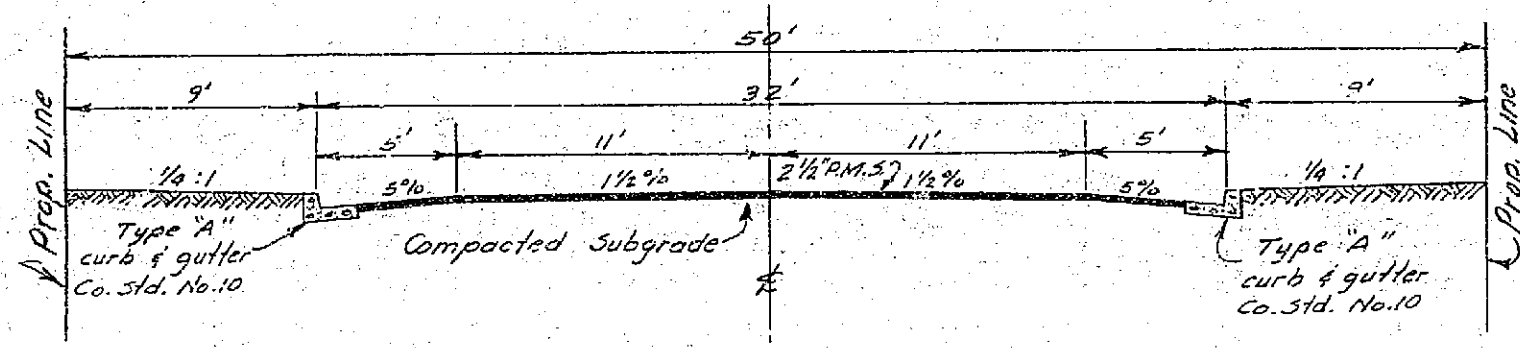 50'
9'
32'
9'
5'
11'
11'
5'
1/4 :1
5%
1 1/2 %
2 1/2" P.M.S.
1 1/2 %
5%
1/4 :1
Prop. Line
Prop. Line
Type "A"
curb & gutter
Co. Std. No.10
Compacted Subgrade
℄
Type "A"
curb & gutter
Co. Std. No.10